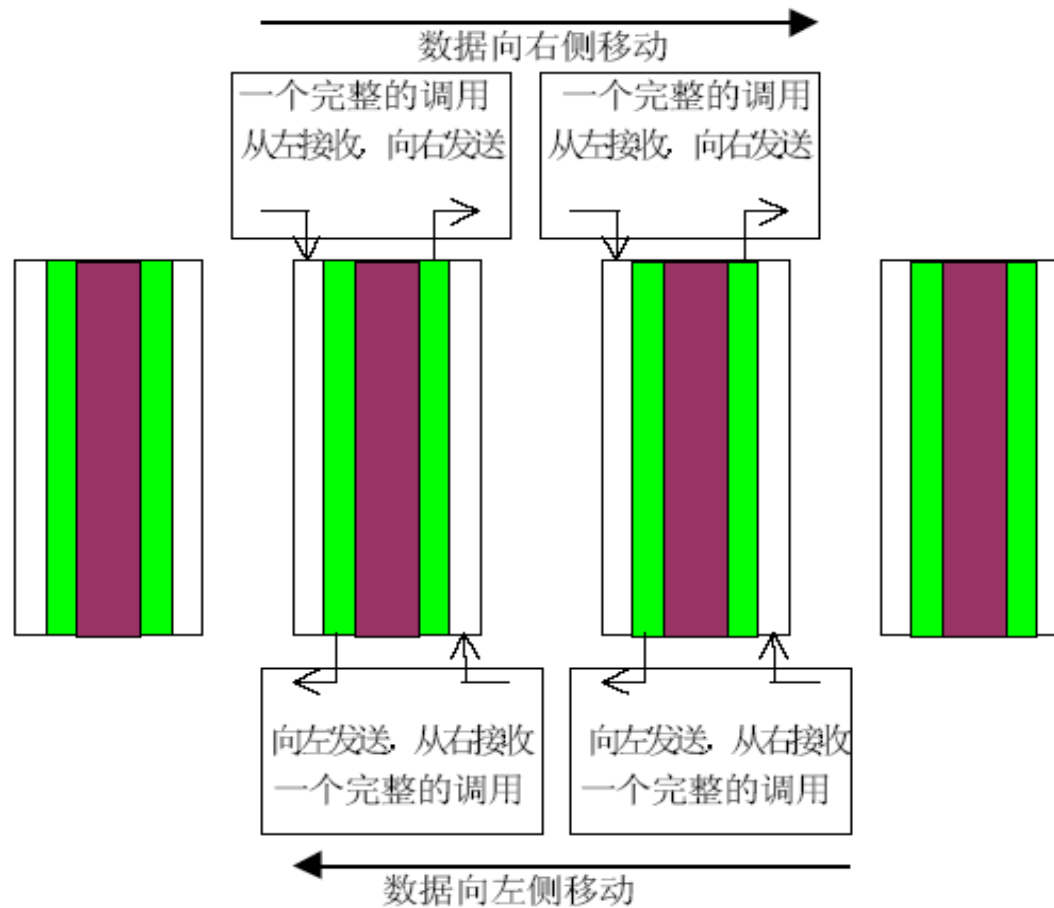 数据向右侧移动
一个完整的调用
从左接收，向右发送
一个完整的调用
从左接收，向右发送
向左发送，从右接收
一个完整的调用
向左发送，从右接收
一个完整的调用
数据向左侧移动